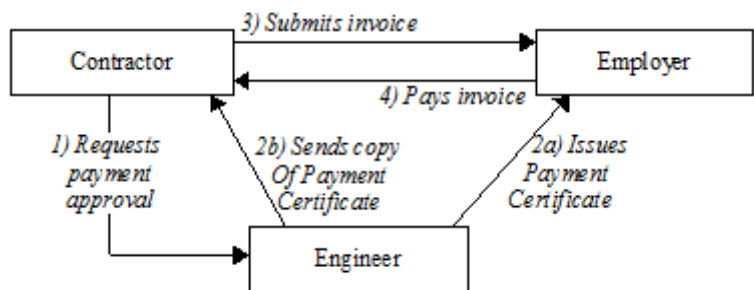 3) Submits invoice
Contractor
Employer
4) Pays invoice
1) Requests
payment
approval
2b) Sends copy
Of Payment
Certificate
2a) Issues
Payment
Certificate
Engineer